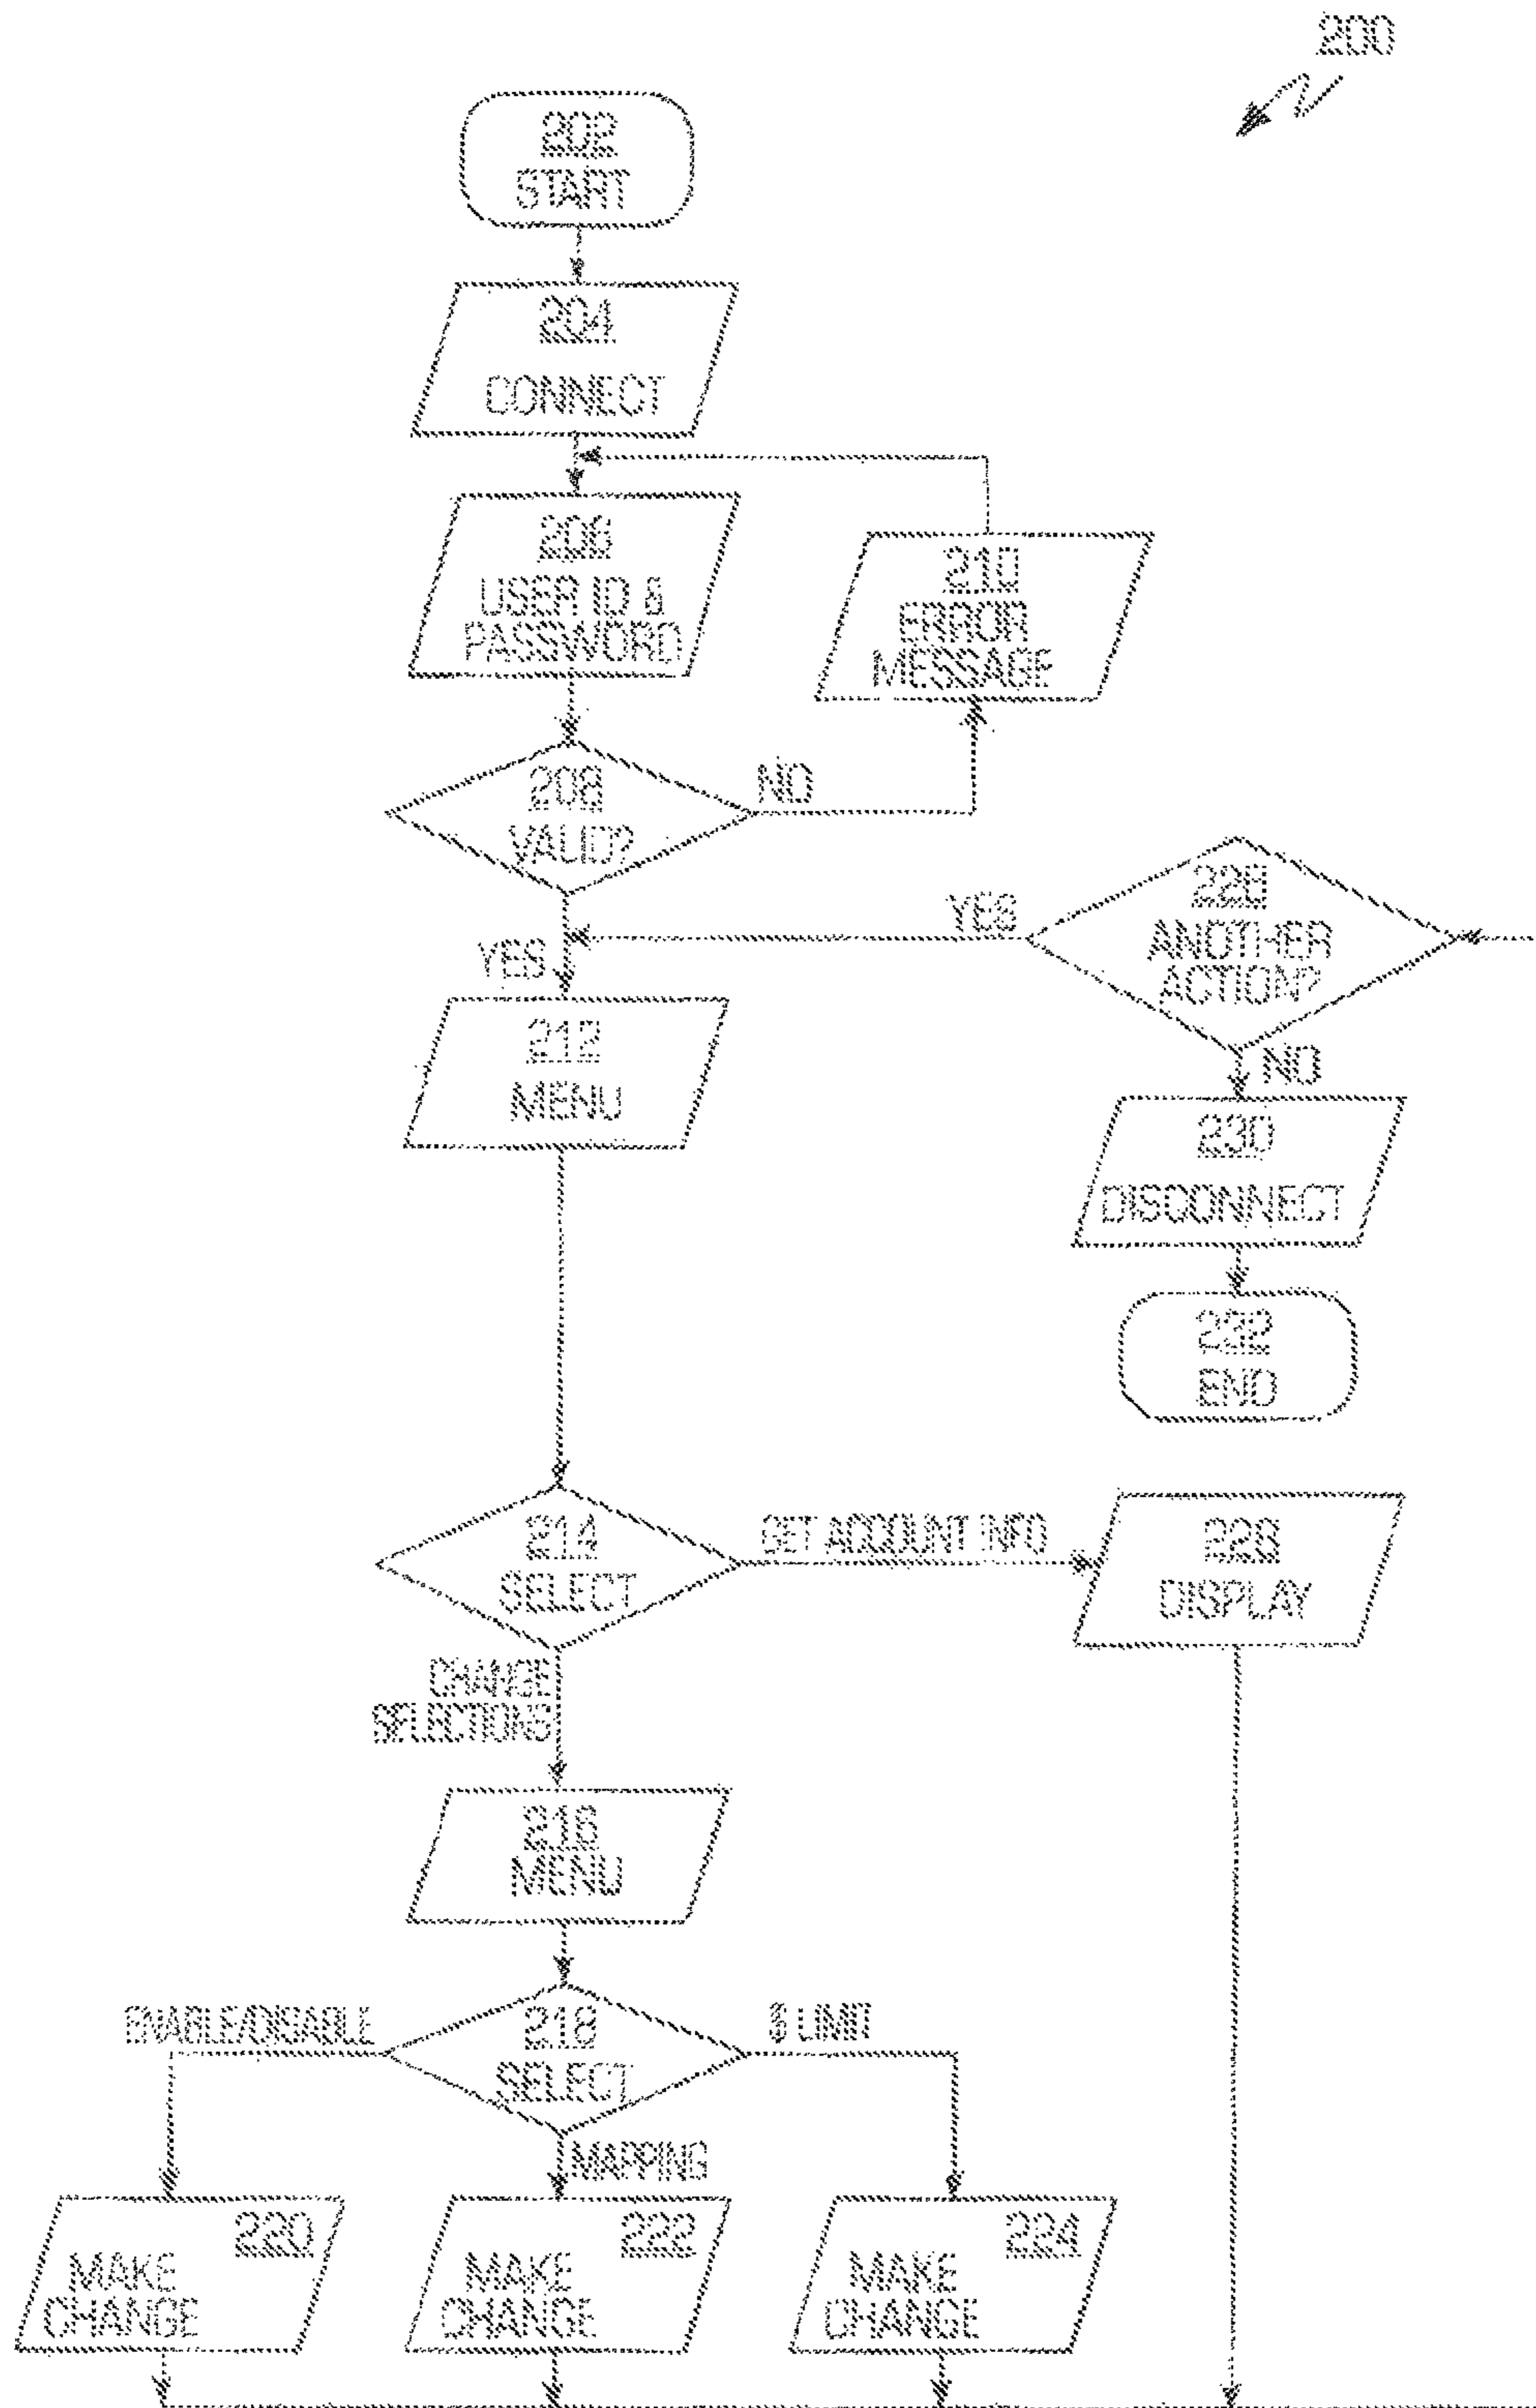 200
202
START
204
CONNECT
206
USER ID &
PASSWORD
210
ERROR
MESSAGE
208
VALID?
NO
YES
228
ANOTHER
ACTION?
YES
NO
212
MENU
230
DISCONNECT
232
END
214
SELECT
GET ACCOUNT INFO
226
DISPLAY
CHANGE
SELECTIONS
216
MENU
ENABLE/DISABLE
218
SELECT
$ LIMIT
MAPPING
220
MAKE
CHANGE
222
MAKE
CHANGE
224
MAKE
CHANGE